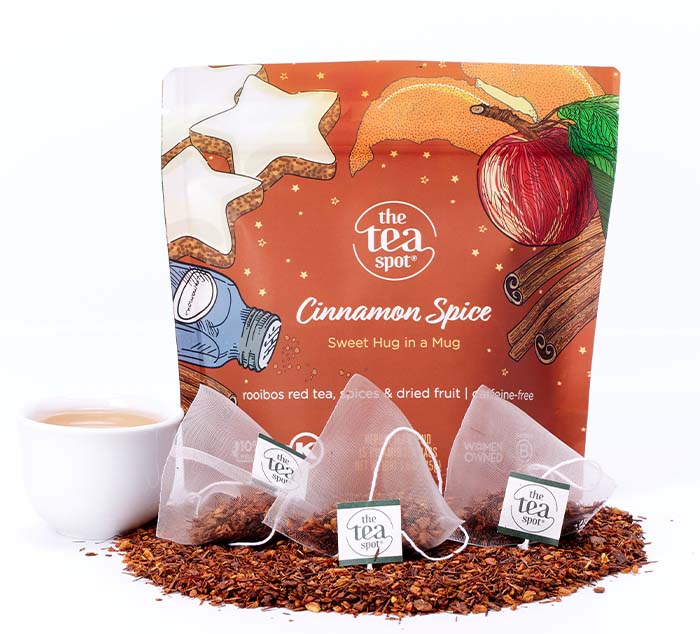 the
tea
spot®
Cinnamon Spice
Sweet Hug in a Mug
rooibos red tea, spices & dried fruit | caffeine-free
10%
K
WOMEN
OWNED
B
the
tea
spot®
the
tea
spot®
the
tea
spot®